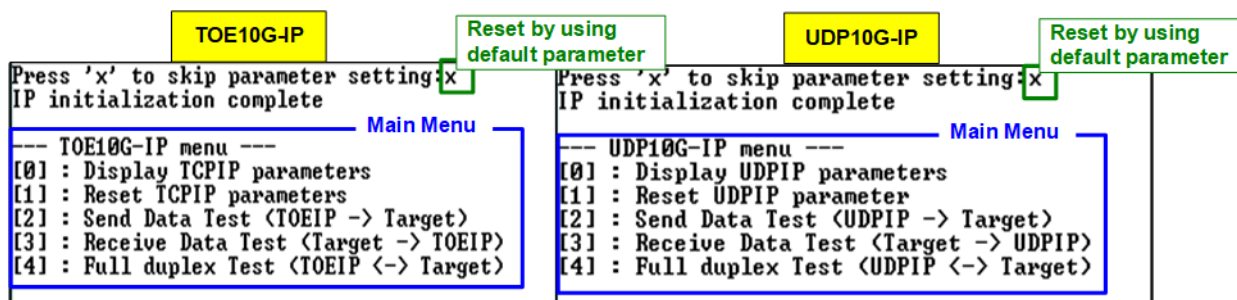 TOE10G-IP
Reset by using
default parameter
Press 'x' to skip parameter setting:x
IP initialization complete
Main Menu
--- TOE10G-IP menu ---
[0] : Display TCPIP parameters
[1] : Reset TCPIP parameters
[2] : Send Data Test (TOEIP -> Target)
[3] : Receive Data Test (Target -> TOEIP)
[4] : Full duplex Test (TOEIP <-> Target)
UDP10G-IP
Reset by using
default parameter
Press 'x' to skip parameter setting:x
IP initialization complete
Main Menu
--- UDP10G-IP menu ---
[0] : Display UDPIP parameters
[1] : Reset UDPIP parameter
[2] : Send Data Test (UDPIP -> Target)
[3] : Receive Data Test (Target -> UDPIP)
[4] : Full duplex Test (UDPIP <-> Target)